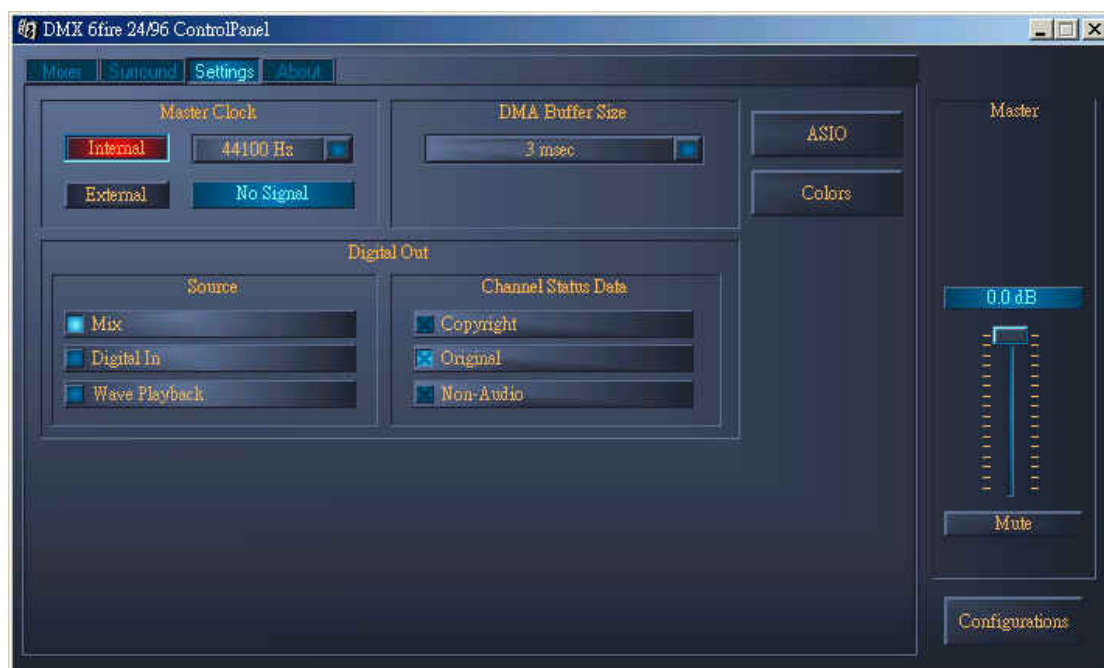 DMX 6fire 24/96 ControlPanel
Mixer Surround Settings About
Master Clock
Internal 44100 Hz
External No Signal
DMA Buffer Size
3 msec
ASIO
Colors
Digital Out
Source
Mix
Digital In
Wave Playback
Channel Status Data
Copyright
Original
Non-Audio
Master
0.0 dB
Mute
Configurations